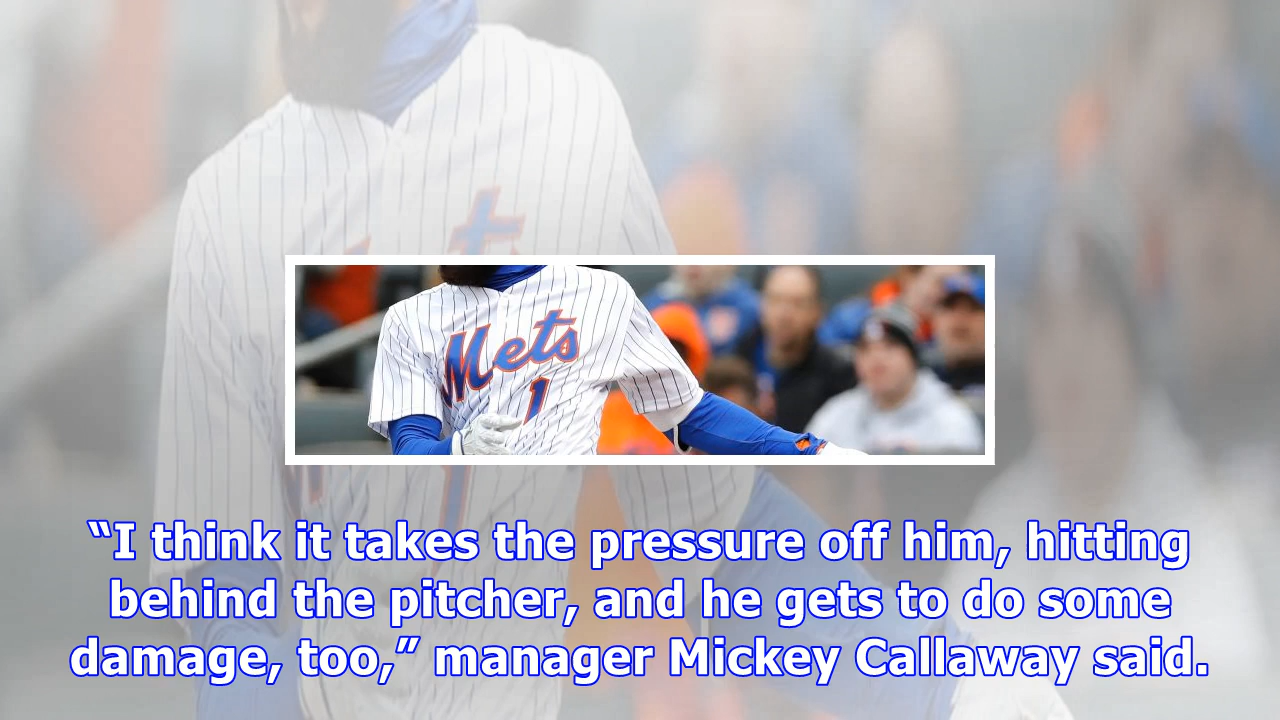 Mets
1
“I think it takes the pressure off him, hitting
behind the pitcher, and he gets to do some
damage, too,” manager Mickey Callaway said.